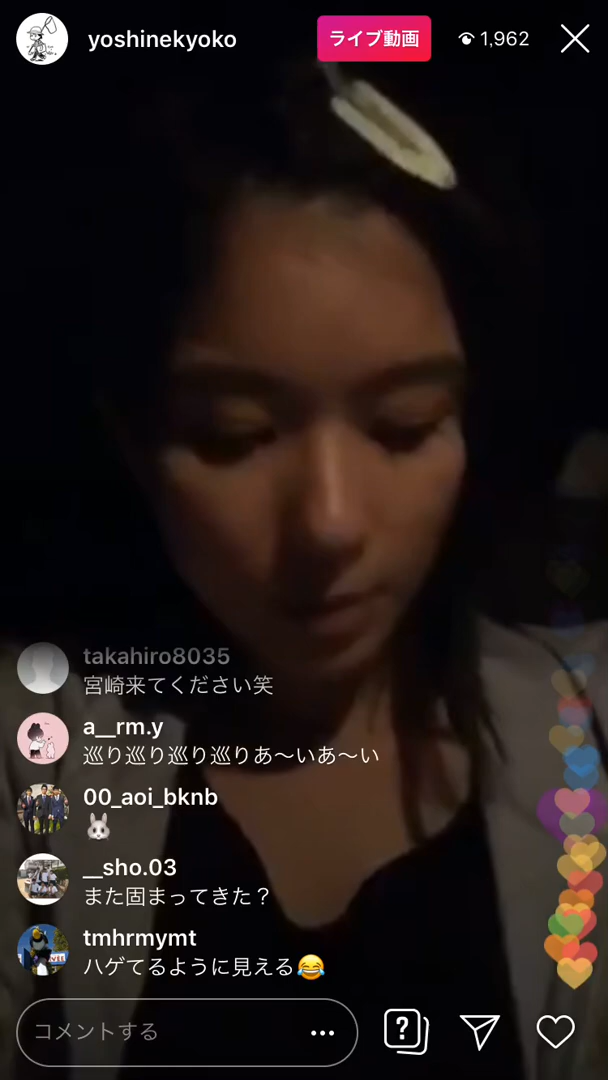 yoshinekyoko
ライブ動画
1,962
takahiro8035
宮崎来てください笑
a__rm.y
巡り巡り巡り巡りあ〜いあ〜い
00_aoi_bknb
🐰
__sho.03
また固まってきた？
tmhrmymt
ハゲてるように見える😂
コメントする